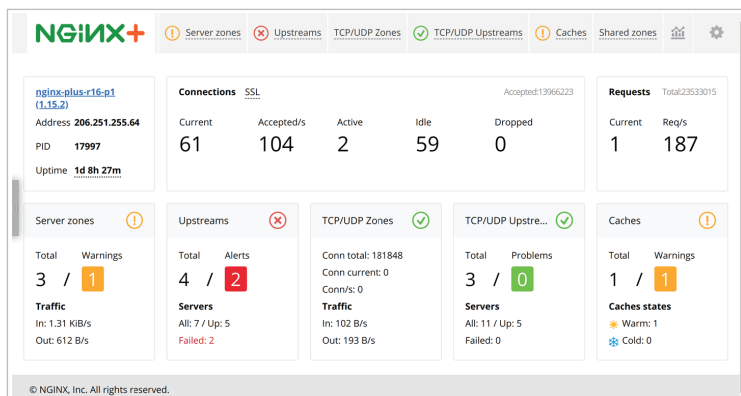 NGINX+
Server zones
Upstreams
TCP/UDP Zones
TCP/UDP Upstreams
Caches
Shared zones
nginx-plus-r16-p1
(1.15.2)
Address 206.251.255.64
PID 17997
Uptime 1d 8h 27m
Connections SSL Accepted:13966223
Current Accepted/s Active Idle Dropped
61 104 2 59 0
Requests Total:23533015
Current Req/s
1 187
Server zones
Total Warnings
3 / 1
Traffic
In: 1.31 KiB/s
Out: 612 B/s
Upstreams
Total Alerts
4 / 2
Servers
All: 7 / Up: 5
Failed: 2
TCP/UDP Zones
Conn total: 181848
Conn current: 0
Conn/s: 0
Traffic
In: 102 B/s
Out: 193 B/s
TCP/UDP Upstre...
Total Problems
3 / 0
Servers
All: 11 / Up: 5
Failed: 0
Caches
Total Warnings
1 / 1
Caches states
Warm: 1
Cold: 0
© NGINX, Inc. All rights reserved.